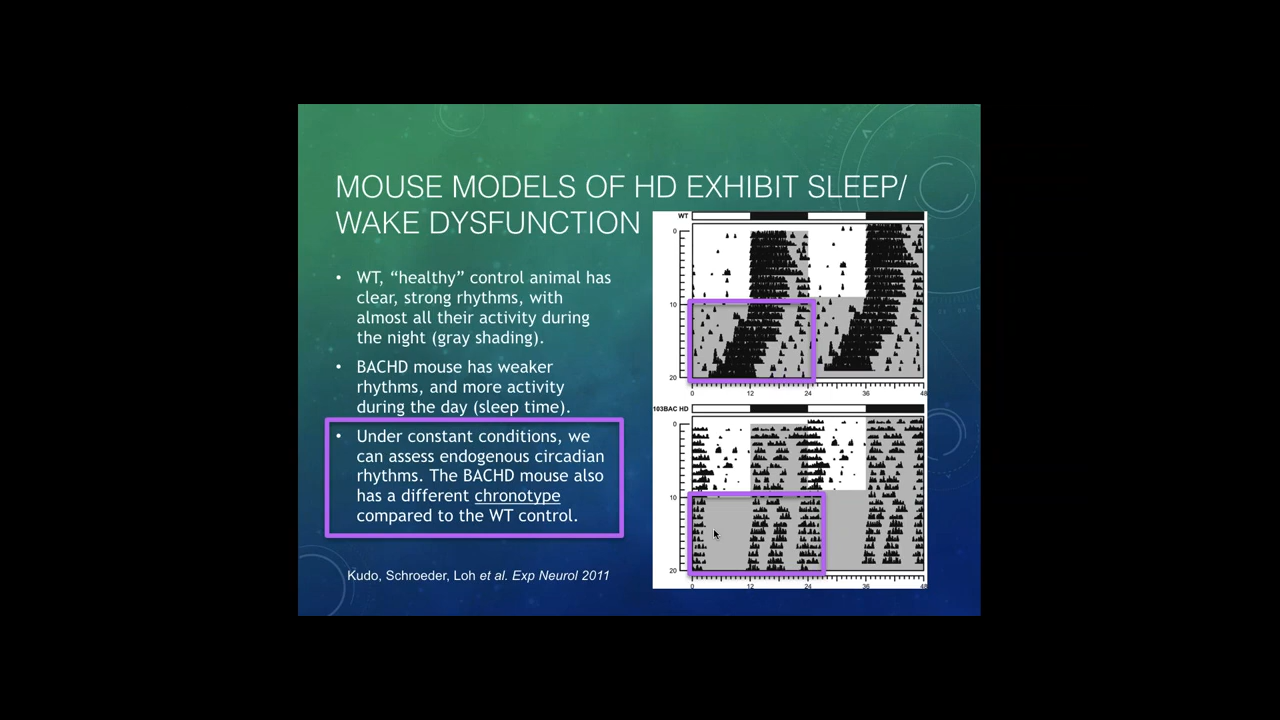 MOUSE MODELS OF HD EXHIBIT SLEEP/
WAKE DYSFUNCTION
• WT, “healthy” control animal has
clear, strong rhythms, with
almost all their activity during
the night (gray shading).
• BACHD mouse has weaker
rhythms, and more activity
during the day (sleep time).
• Under constant conditions, we
can assess endogenous circadian
rhythms. The BACHD mouse also
has a different chronotype
compared to the WT control.
Kudo, Schroeder, Loh et al. Exp Neurol 2011
WT
0
10
20
0 12 24 36 48
103BAC HD
0
10
20
0 12 24 36 48